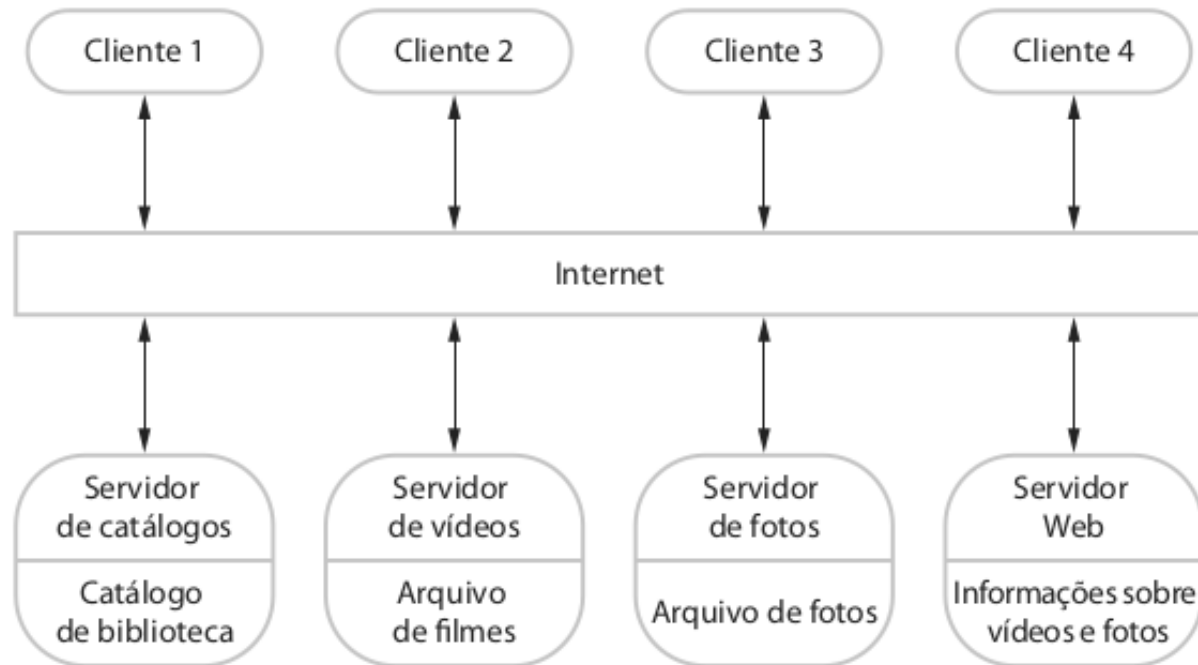 Cliente 1
Cliente 2
Cliente 3
Cliente 4
Internet
Servidor
de catálogos
Catálogo
de biblioteca
Servidor
de vídeos
Arquivo
de filmes
Servidor
de fotos
Arquivo de fotos
Servidor
Web
Informações sobre
vídeos e fotos